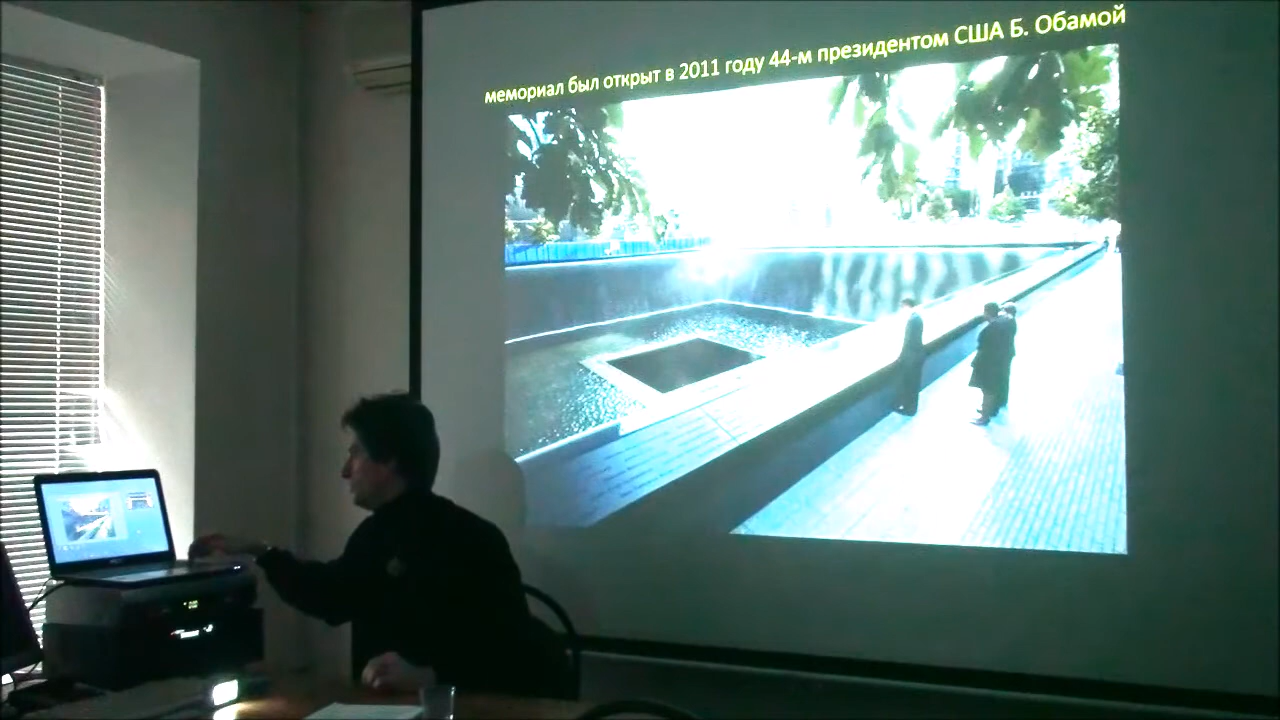 мемориал был открыт в 2011 году 44-м президентом США Б. Обамой